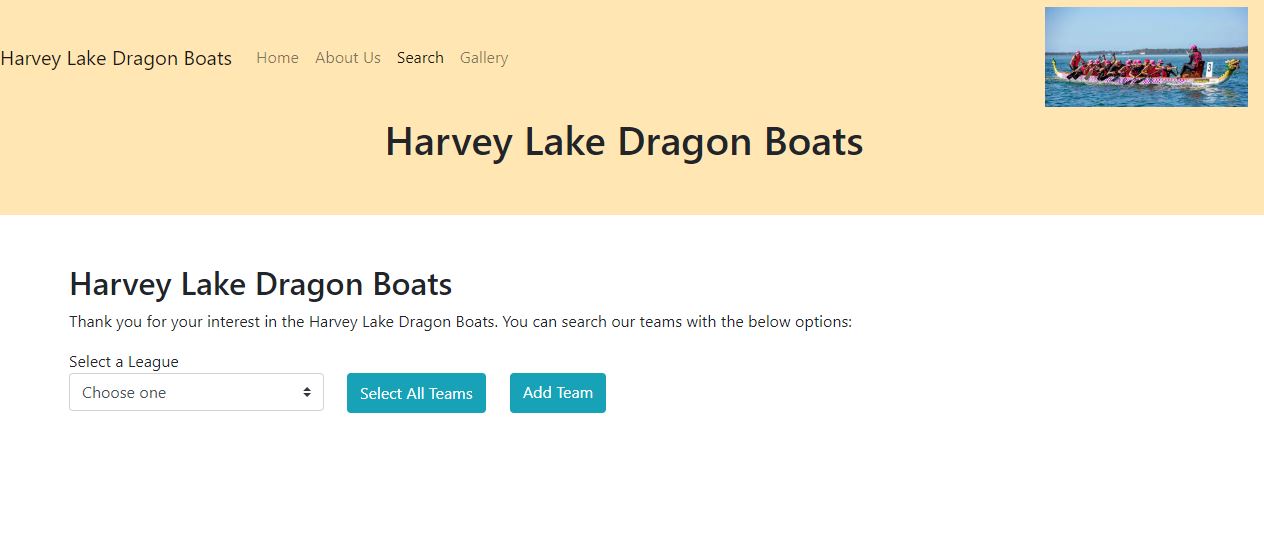 Harvey Lake Dragon Boats Home About Us Search Gallery
Harvey Lake Dragon Boats
Harvey Lake Dragon Boats
Thank you for your interest in the Harvey Lake Dragon Boats. You can search our teams with the below options:
Select a League
Choose one Select All Teams Add Team